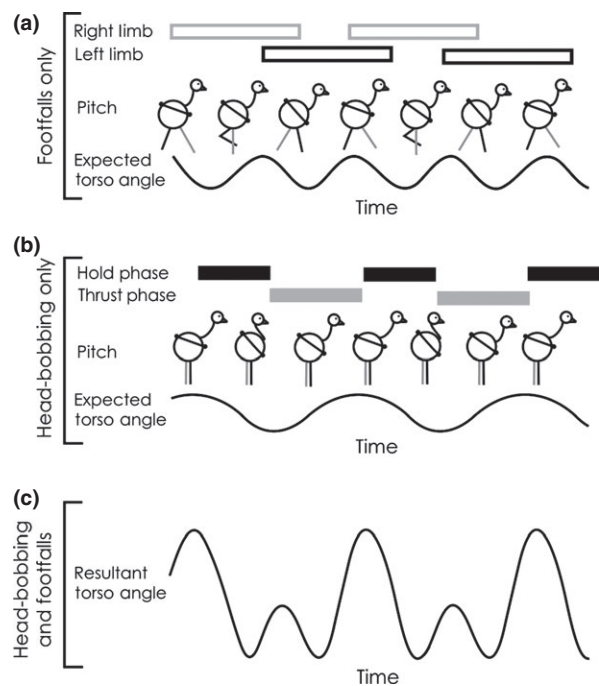 (a)
Footfalls only
Right limb
Left limb
Pitch
Expected
torso angle
Time
(b)
Head-bobbing only
Hold phase
Thrust phase
Pitch
Expected
torso angle
Time
(c)
Head-bobbing
and footfalls
Resultant
torso angle
Time